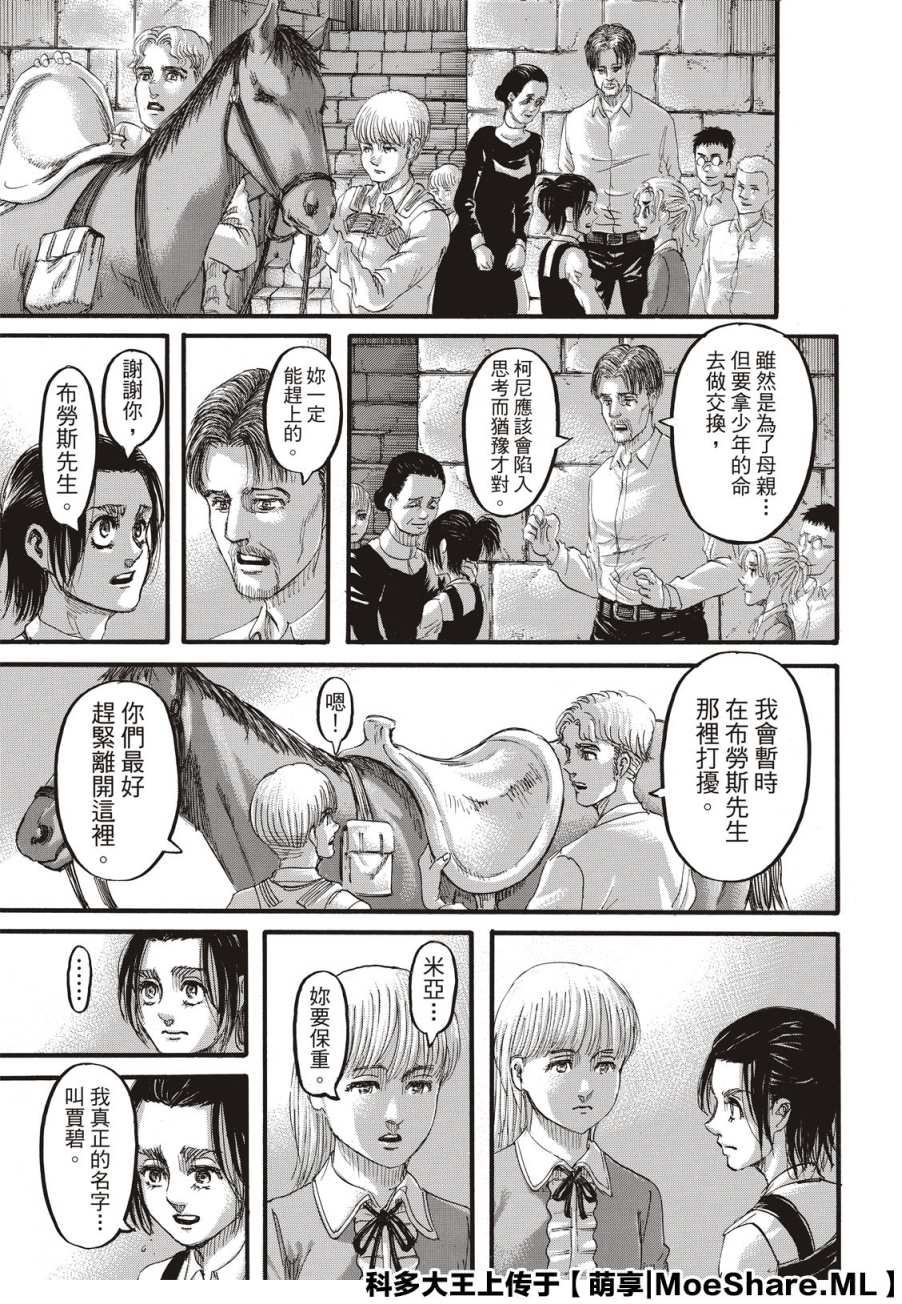 雖然是為了母親…
但要拿少年的命
去做交換，
柯尼應該會陷入
思考而猶豫才對。
妳一定
能趕上的。
謝謝你，
布勞斯先生。
我會暫時
在布勞斯先生
那裡打擾。
嗯！
你們最好
趕緊離開這裡。
米亞…
妳要保重。
……
我真正的名字…
叫賈碧。
科多大王上传于【萌享|MoeShare.ML】